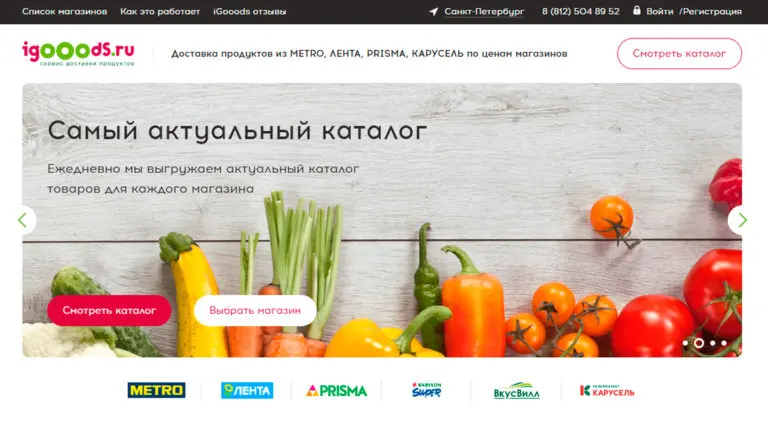 Список магазинов Как это работает iGooods отзывы Санкт-Петербург 8 (812) 504 89 52 Войти /Регистрация
igooods.ru
сервис доставки продуктов
Доставка продуктов из METRO, ЛЕНТА, PRISMA, КАРУСЕЛЬ по ценам магазинов
Смотреть каталог
Самый актуальный каталог
Ежедневно мы выгружаем актуальный каталог
товаров для каждого магазина
Смотреть каталог Выбрать магазин
METRO ЛЕНТА PRISMA
BABYLON
SUPER
ВкусВилл
ГИПЕРМАРКЕТ
КАРУСЕЛЬ